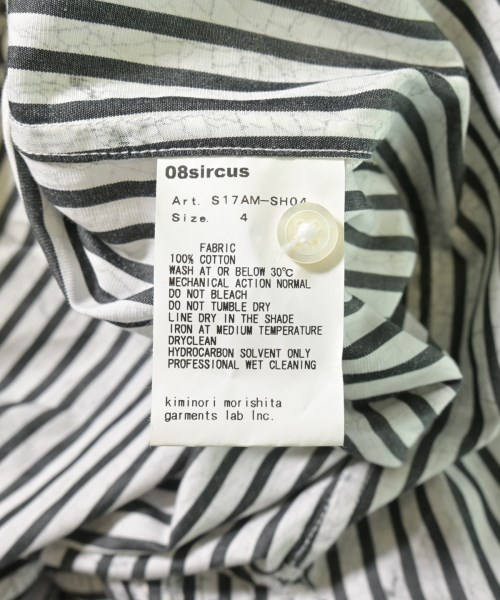 08sircus
Art. S17AM-SH04
Size. 4
FABRIC
100% COTTON
WASH AT OR BELOW 30℃
MECHANICAL ACTION NORMAL
DO NOT BLEACH
DO NOT TUMBLE DRY
LINE DRY IN THE SHADE
IRON AT MEDIUM TEMPERATURE
DRYCLEAN
HYDROCARBON SOLVENT ONLY
PROFESSIONAL WET CLEANING
kiminori morishita
garments lab Inc.